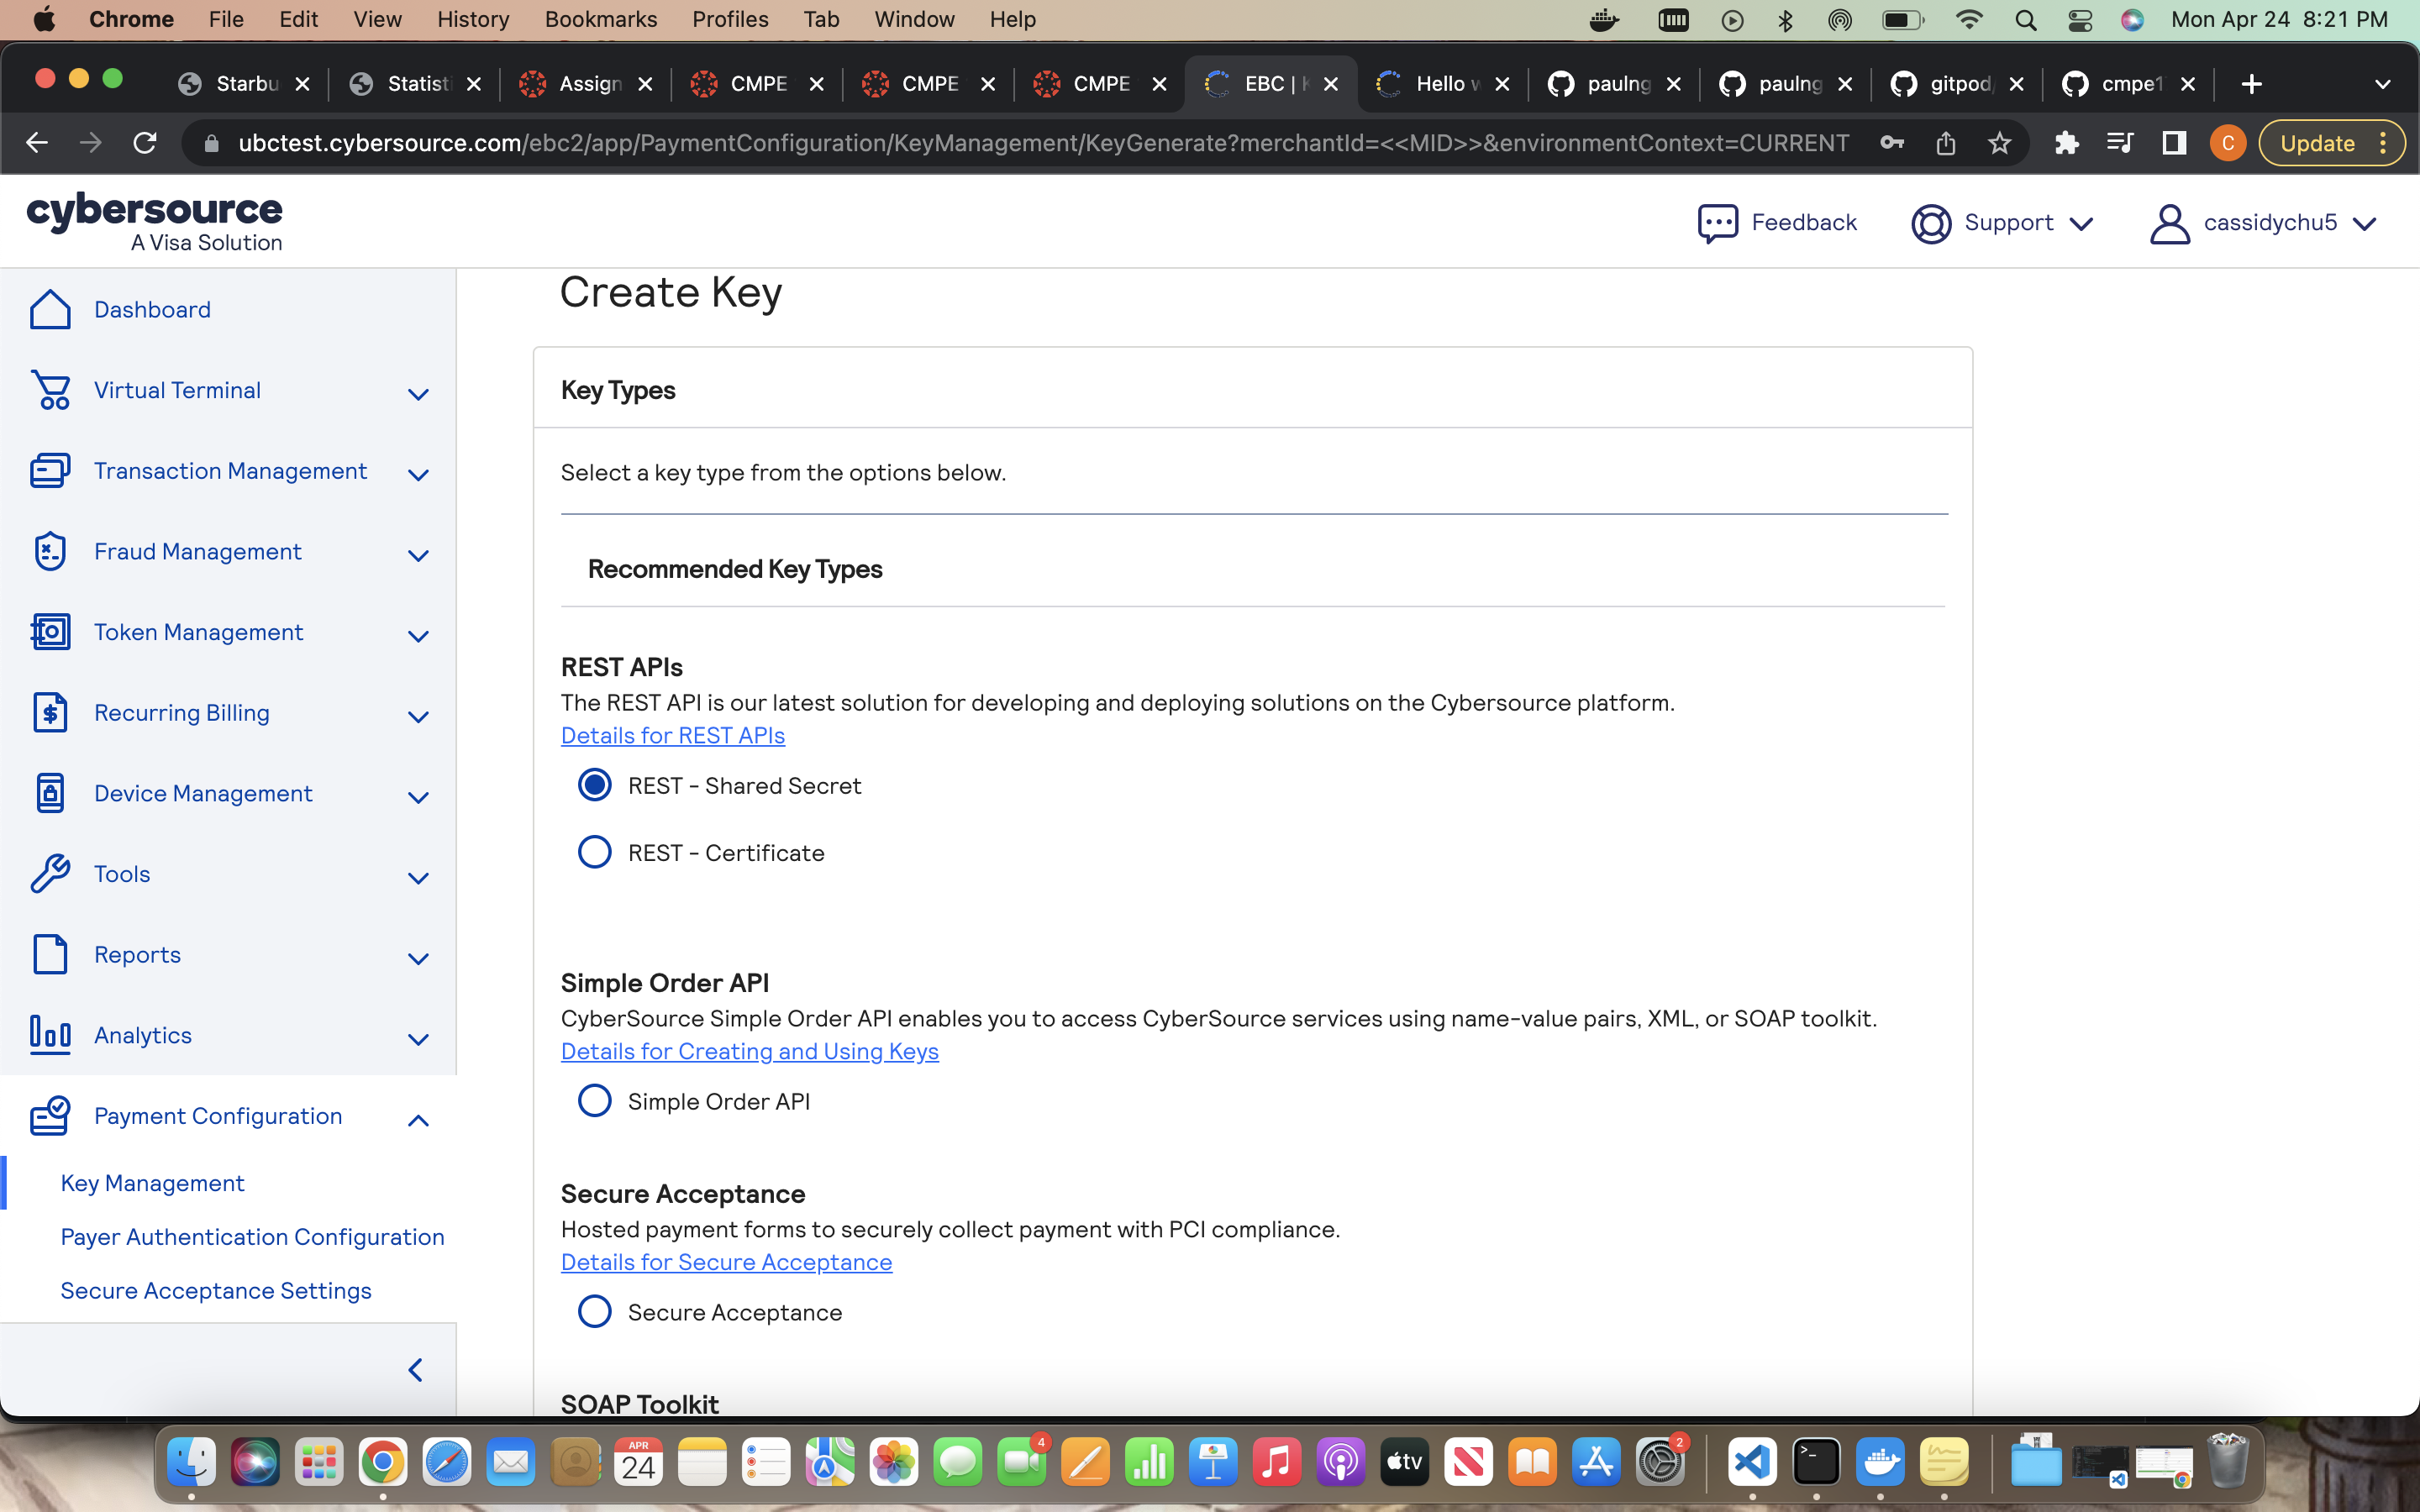 Chrome File Edit View History Bookmarks Profiles Tab Window Help Mon Apr 24 8:21 PM
Starbu Statisti Assign CMPE CMPE CMPE EBC | Hello paulng paulng gitpod cmpe1
ubctest.cybersource.com/ebc2/app/PaymentConfiguration/KeyManagement/KeyGenerate?merchantId=<<MID>>&environmentContext=CURRENT C Update
cybersource
A Visa Solution
Feedback Support cassidychu5
Dashboard
Virtual Terminal
Transaction Management
Fraud Management
Token Management
Recurring Billing
Device Management
Tools
Reports
Analytics
Payment Configuration
Key Management
Payer Authentication Configuration
Secure Acceptance Settings
Create Key
Key Types
Select a key type from the options below.
Recommended Key Types
REST APIs
The REST API is our latest solution for developing and deploying solutions on the Cybersource platform.
Details for REST APIs
REST - Shared Secret
REST - Certificate
Simple Order API
CyberSource Simple Order API enables you to access CyberSource services using name-value pairs, XML, or SOAP toolkit.
Details for Creating and Using Keys
Simple Order API
Secure Acceptance
Hosted payment forms to securely collect payment with PCI compliance.
Details for Secure Acceptance
Secure Acceptance
SOAP Toolkit
APR
24
4
tv
2